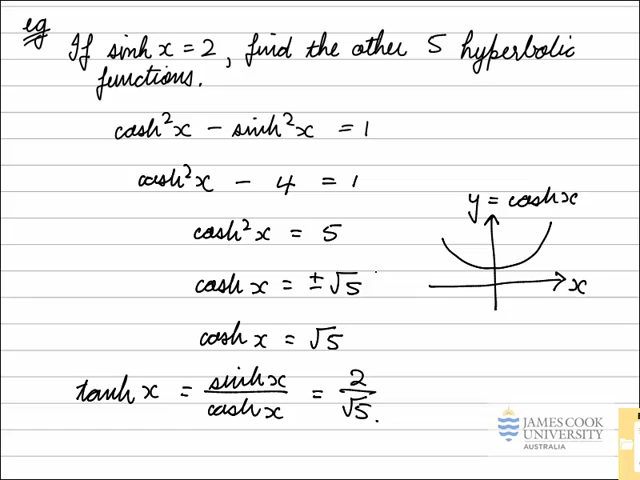 eg
If sinh x = 2, find the other 5 hyperbolic
functions.
cosh²x − sinh²x = 1
cosh²x − 4 = 1
y = cosh x
cosh²x = 5
cosh x = ±√5
x
cosh x = √5
tanh x = sinh x / cosh x = 2 / √5.
JAMES COOK
UNIVERSITY
AUSTRALIA